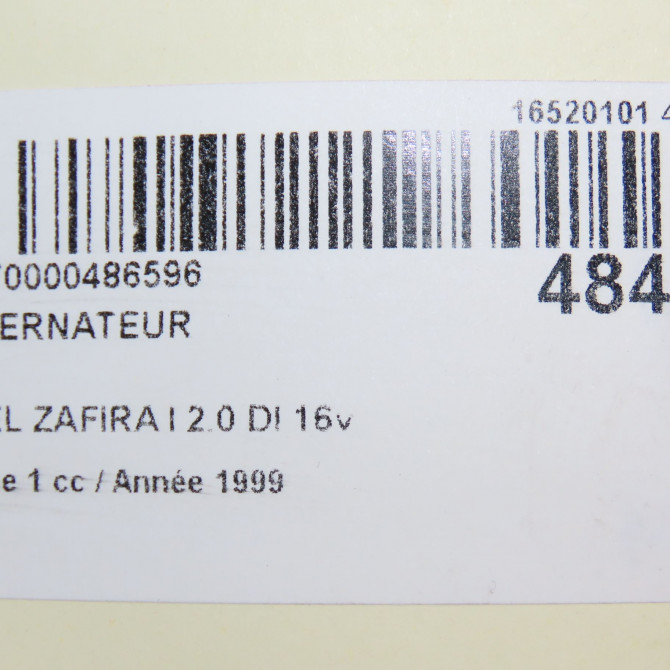 16520101 4
70000486596
484
ERNATEUR
EL ZAFIRA I 2.0 DI 16v
e 1 cc / Année 1999